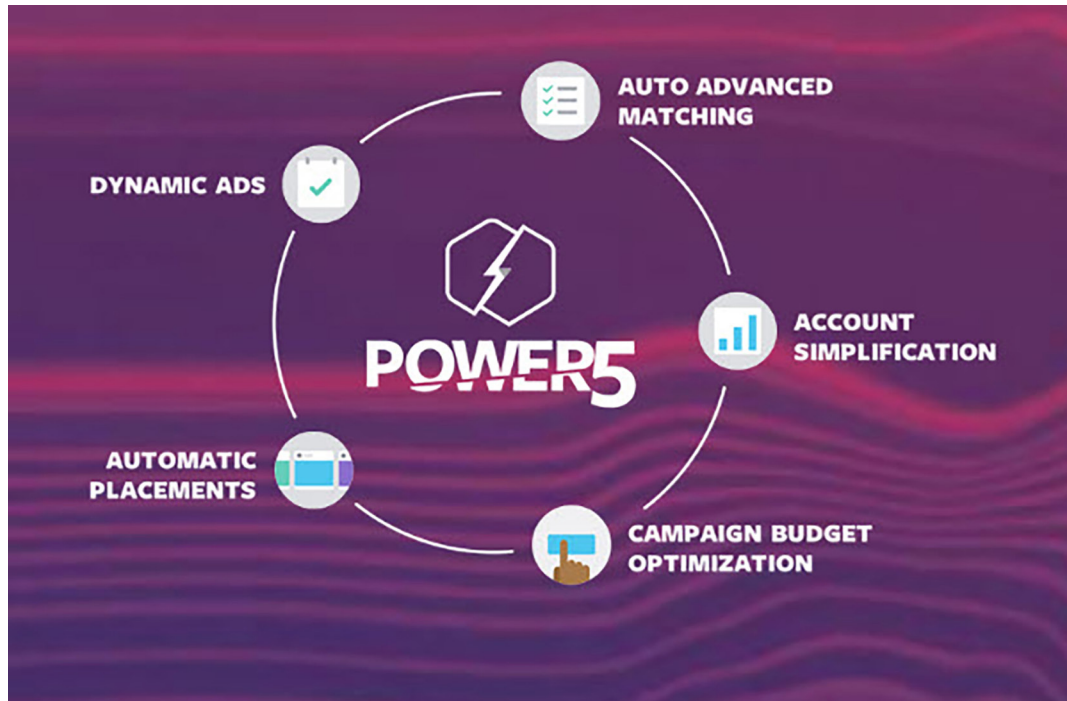 AUTO ADVANCED
MATCHING
DYNAMIC ADS
ACCOUNT
SIMPLIFICATION
POWER5
AUTOMATIC
PLACEMENTS
CAMPAIGN BUDGET
OPTIMIZATION